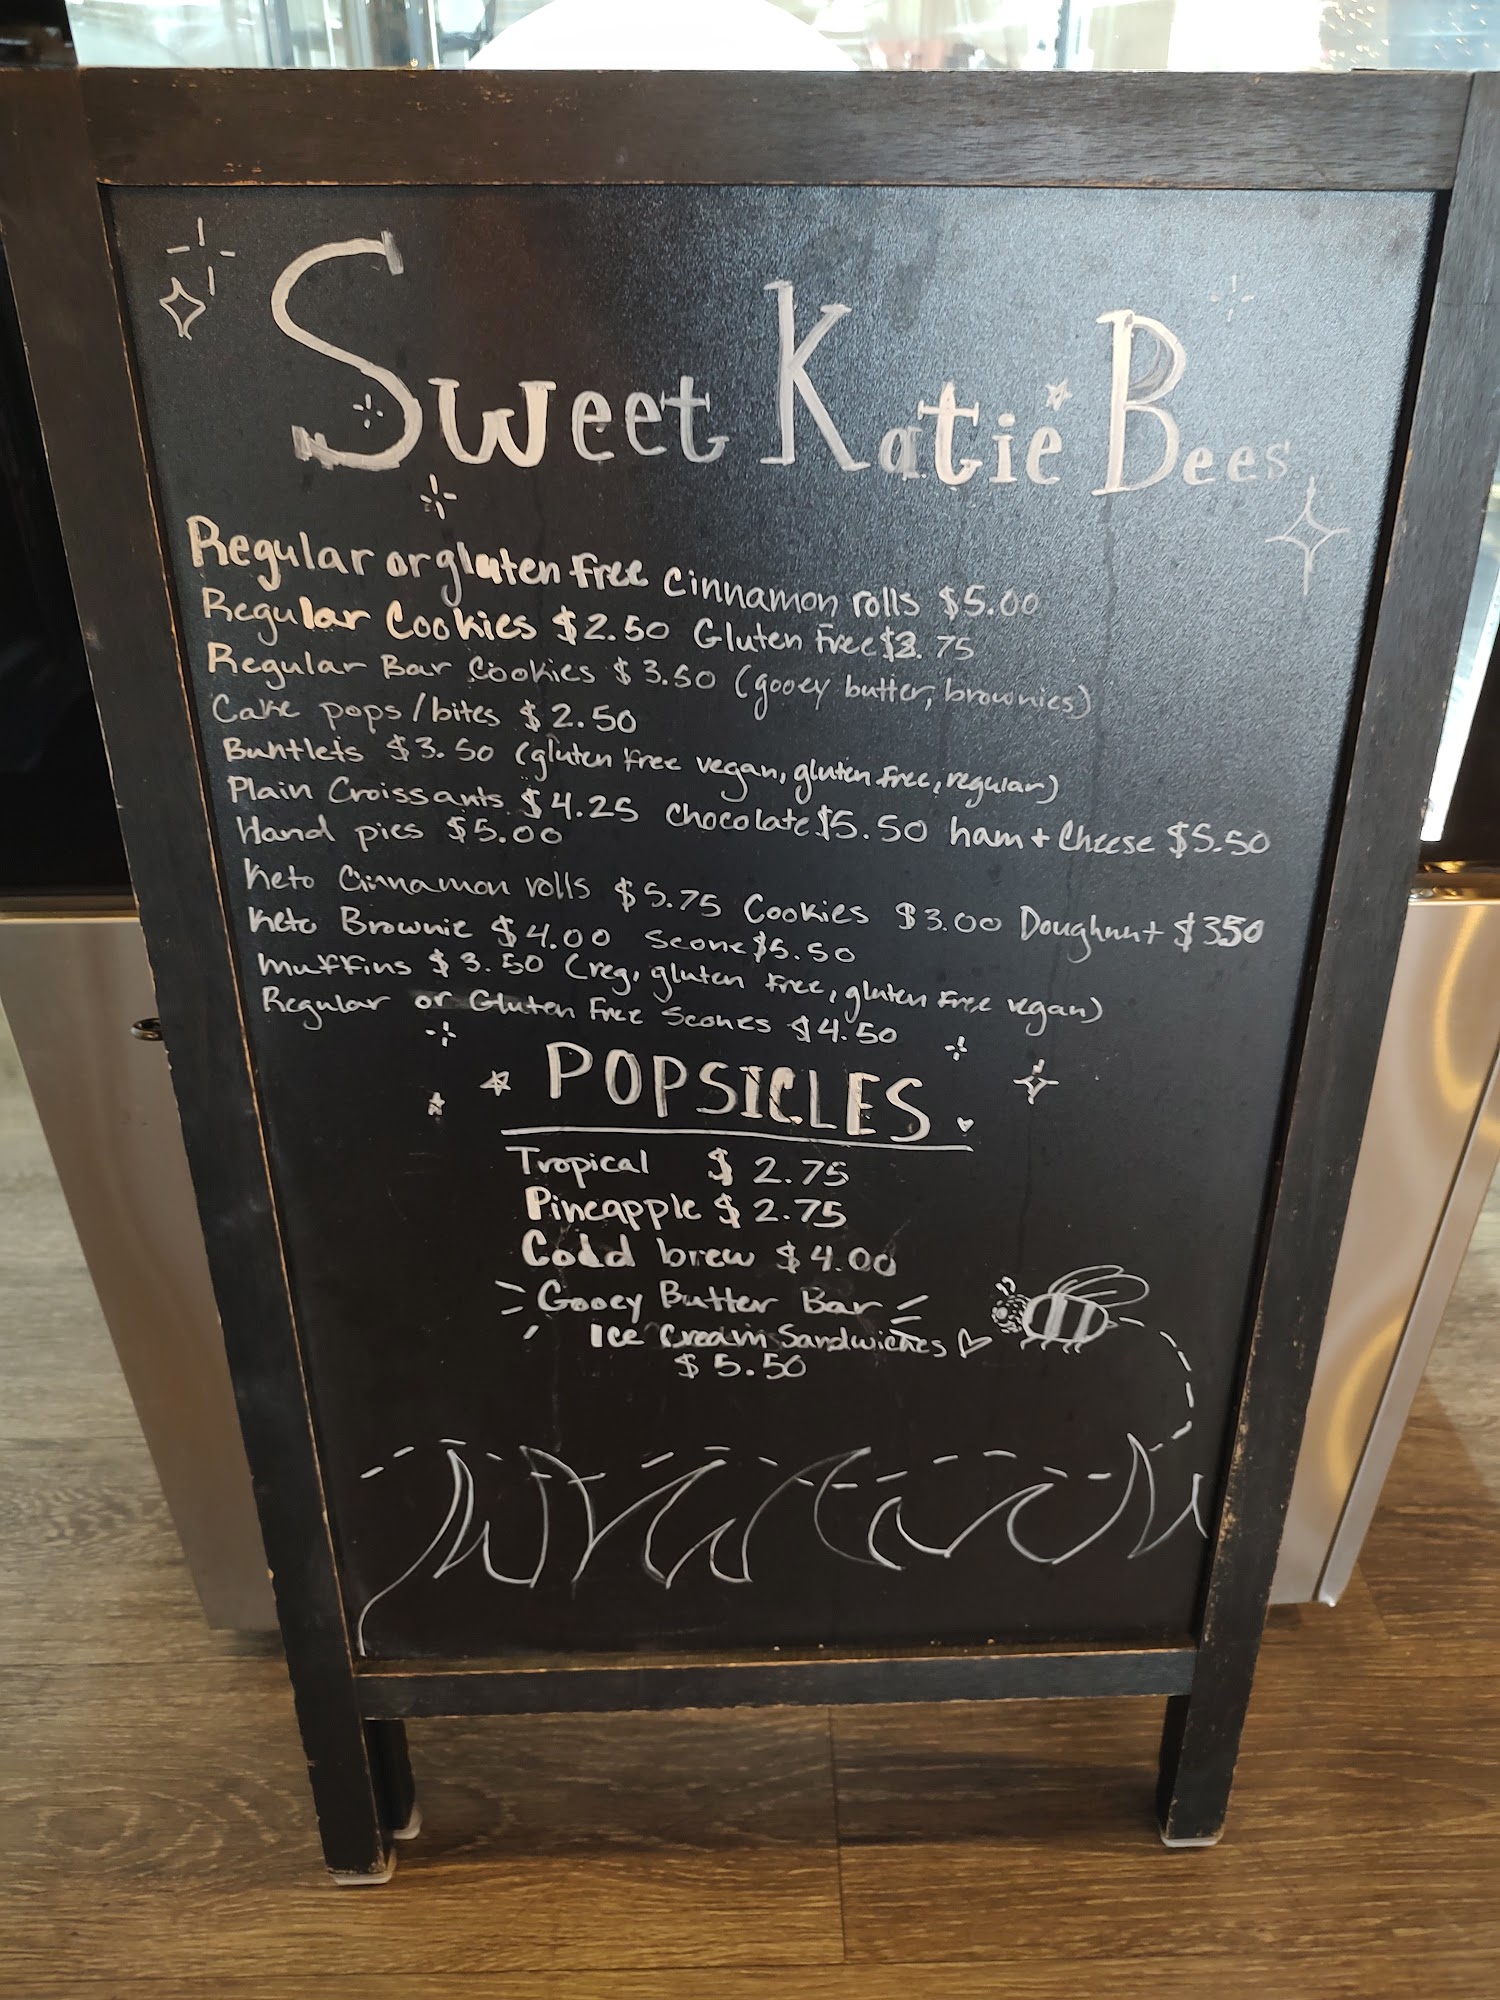 Sweet Katie Bees
Regular or gluten free cinnamon rolls $5.00
Regular Cookies $2.50 Gluten Free $3.75
Regular Bar Cookies $3.50 (gooey butter, brownies)
Cake pops/bites $2.50
Buntlets $3.50 (gluten free vegan, gluten free, regular)
Plain Croissants $4.25 Chocolate $5.50 ham + Cheese $5.50
Hand pies $5.00
Keto Cinnamon rolls $5.75 Cookies $3.00 Doughnut $350
Keto Brownie $4.00 Scone $5.50
Muffins $3.50 (reg, gluten free, gluten free vegan)
Regular or Gluten Free Scones $4.50
POPSICLES
Tropical $2.75
Pineapple $2.75
Cold brew $4.00
Gooey Butter Bar
Ice Cream Sandwiches
$5.50